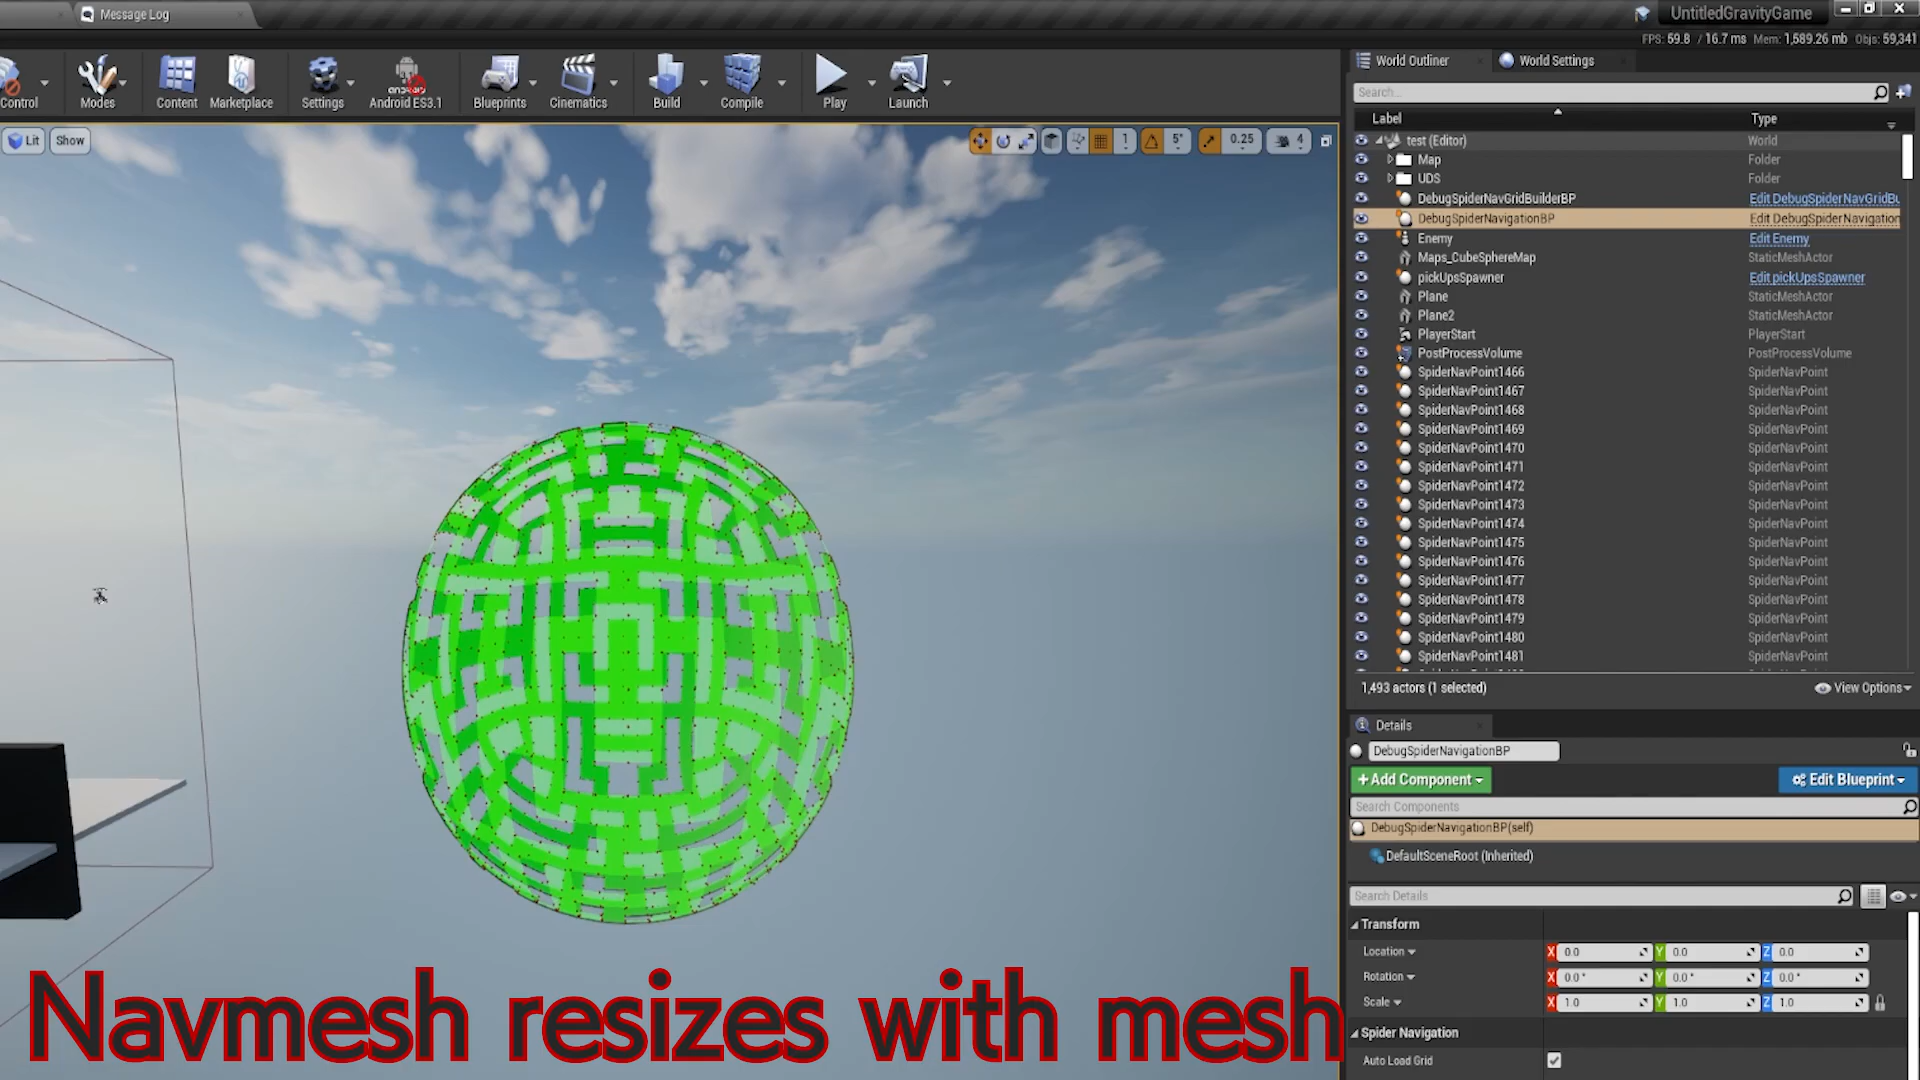 Message Log
UntitledGravityGame
FPS: 59.8 / 16.7 ms Mem: 1,589.26 mb Objs: 59,341
Control
Modes
Content
Marketplace
Settings
Android ES3.1
Blueprints
Cinematics
Build
Compile
Play
Launch
World Outliner
World Settings
Search...
Label
Type
Lit
Show
1
5°
0.25
4
test (Editor) World
Map Folder
UDS Folder
DebugSpiderNavGridBuilderBP Edit DebugSpiderNavGridBu
DebugSpiderNavigationBP Edit DebugSpiderNavigation
Enemy Edit Enemy
Maps_CubeSphereMap StaticMeshActor
pickUpsSpawner Edit pickUpsSpawner
Plane StaticMeshActor
Plane2 StaticMeshActor
PlayerStart PlayerStart
PostProcessVolume PostProcessVolume
SpiderNavPoint1466 SpiderNavPoint
SpiderNavPoint1467 SpiderNavPoint
SpiderNavPoint1468 SpiderNavPoint
SpiderNavPoint1469 SpiderNavPoint
SpiderNavPoint1470 SpiderNavPoint
SpiderNavPoint1471 SpiderNavPoint
SpiderNavPoint1472 SpiderNavPoint
SpiderNavPoint1473 SpiderNavPoint
SpiderNavPoint1474 SpiderNavPoint
SpiderNavPoint1475 SpiderNavPoint
SpiderNavPoint1476 SpiderNavPoint
SpiderNavPoint1477 SpiderNavPoint
SpiderNavPoint1478 SpiderNavPoint
SpiderNavPoint1479 SpiderNavPoint
SpiderNavPoint1480 SpiderNavPoint
SpiderNavPoint1481 SpiderNavPoint
1,493 actors (1 selected)
View Options
Details
DebugSpiderNavigationBP
+Add Component
Edit Blueprint
Search Components
DebugSpiderNavigationBP(self)
DefaultSceneRoot (Inherited)
Search Details
Transform
Location X 0.0 Y 0.0 Z 0.0
Rotation X 0.0° Y 0.0° Z 0.0°
Scale X 1.0 Y 1.0 Z 1.0
Spider Navigation
Auto Load Grid
Navmesh resizes with mesh